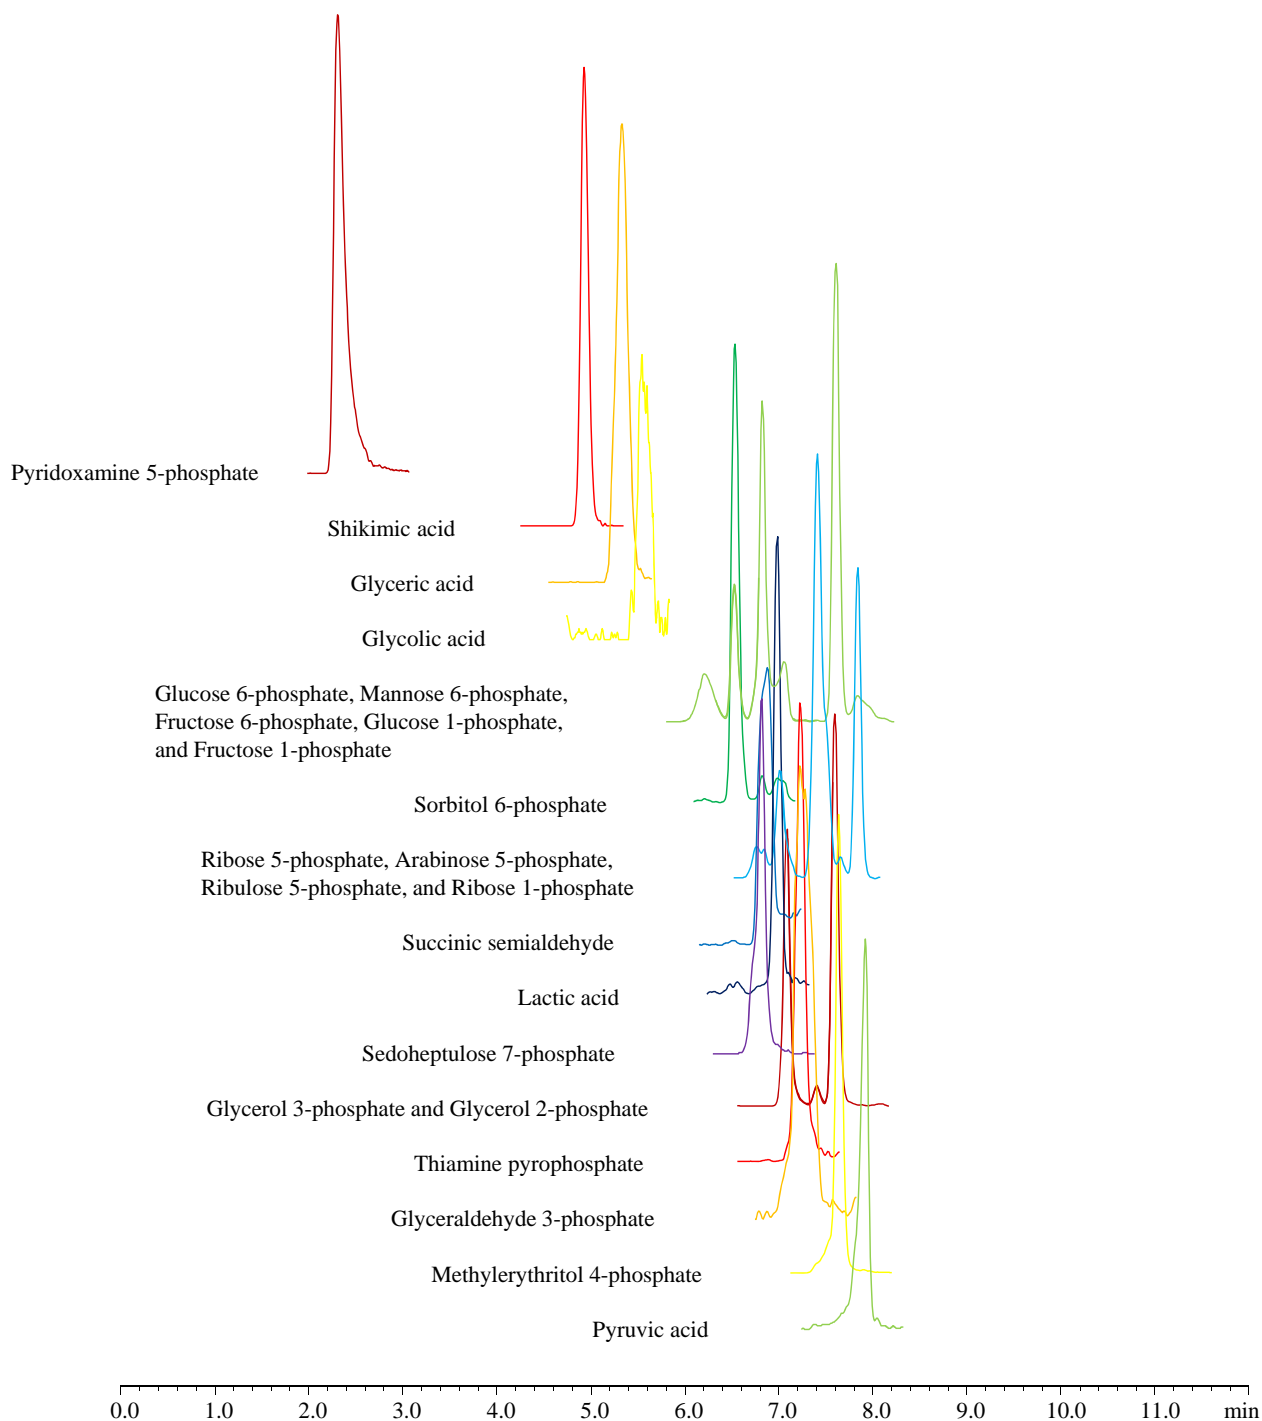 Pyridoxamine 5-phosphate
Shikimic acid
Glyceric acid
Glycolic acid
Glucose 6-phosphate, Mannose 6-phosphate,
Fructose 6-phosphate, Glucose 1-phosphate,
and Fructose 1-phosphate
Sorbitol 6-phosphate
Ribose 5-phosphate, Arabinose 5-phosphate,
Ribulose 5-phosphate, and Ribose 1-phosphate
Succinic semialdehyde
Lactic acid
Sedoheptulose 7-phosphate
Glycerol 3-phosphate and Glycerol 2-phosphate
Thiamine pyrophosphate
Glyceraldehyde 3-phosphate
Methylerythritol 4-phosphate
Pyruvic acid
0.0 1.0 2.0 3.0 4.0 5.0 6.0 7.0 8.0 9.0 10.0 11.0 min